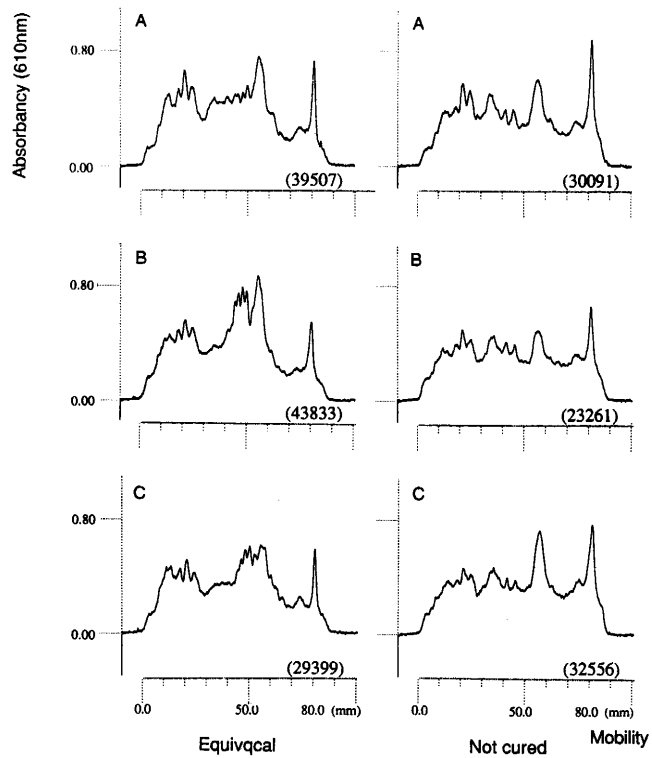 Absorbancy (610nm)
A
0.80
0.00
(39507)
A
(30091)
B
0.80
0.00
(43833)
B
(23261)
C
0.80
0.00
(29399)
C
(32556)
0.0 50.0 80.0 (mm)
0.0 50.0 80.0 (mm)
Equivqcal
Not cured
Mobility